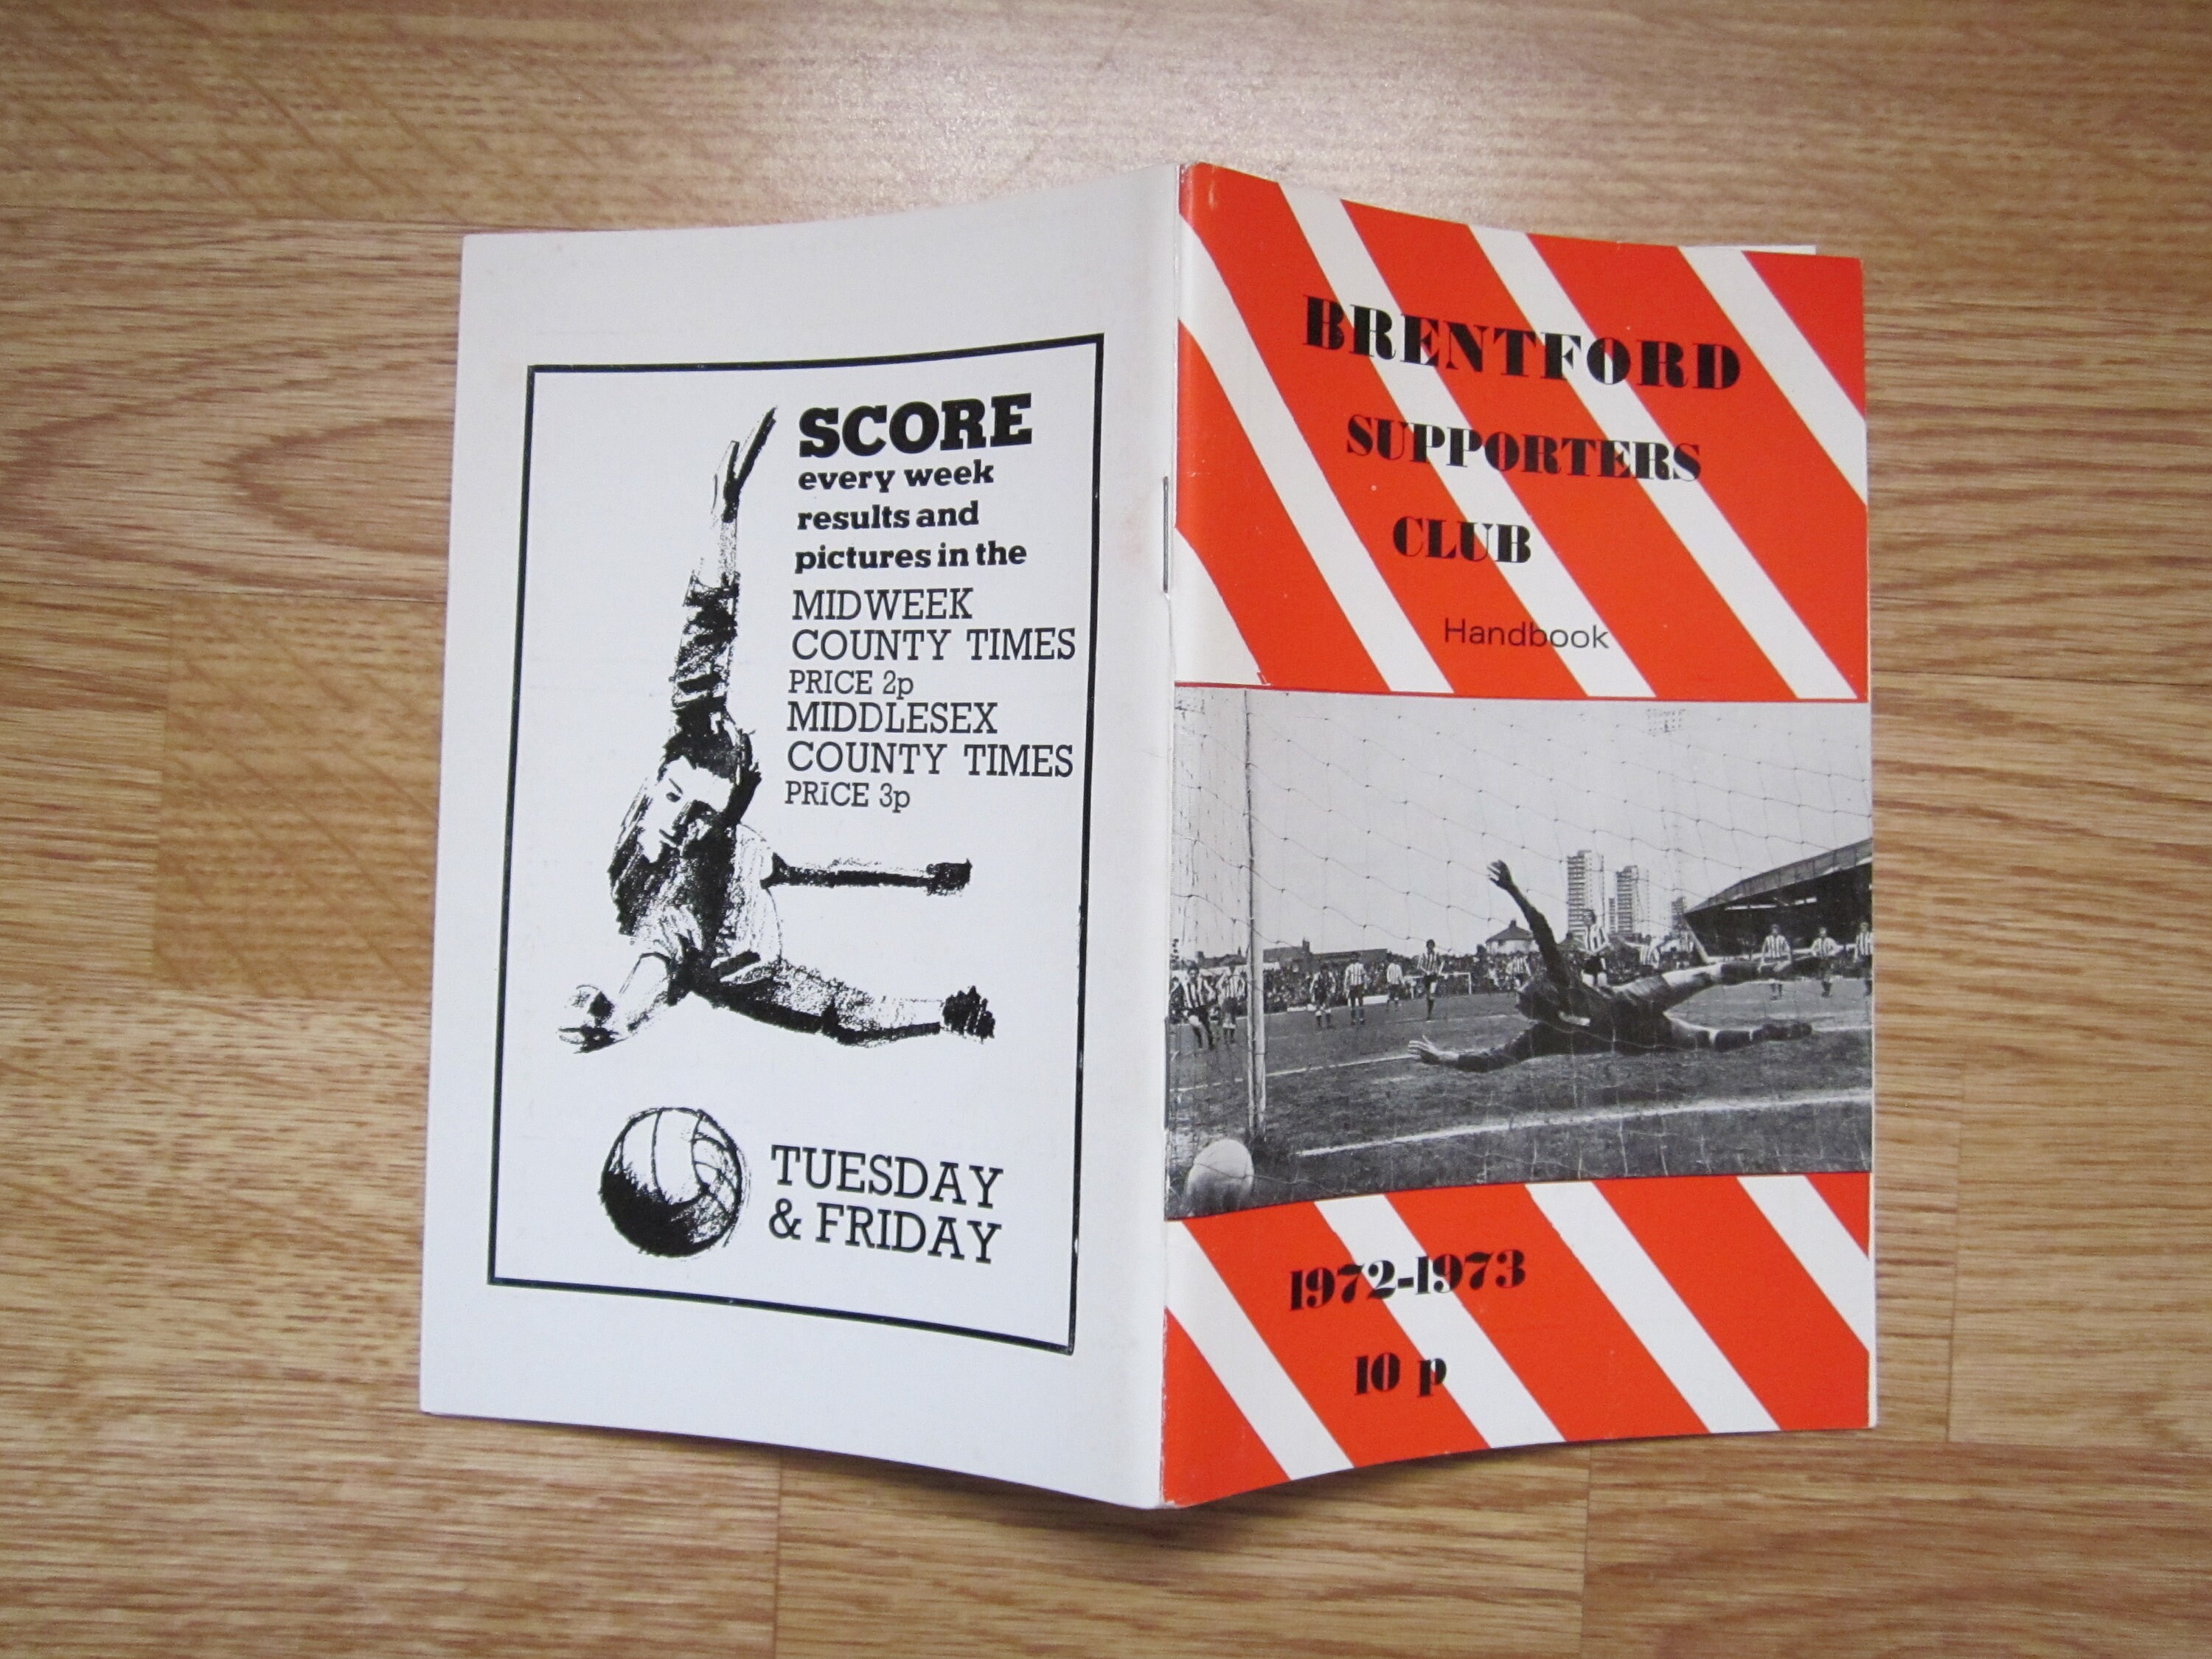 SCORE
every week
results and
pictures in the
MIDWEEK
COUNTY TIMES
PRICE 2p
MIDDLESEX
COUNTY TIMES
PRICE 3p
TUESDAY
& FRIDAY
BRENTFORD
SUPPORTERS
CLUB
Handbook
1972-1973
10 p